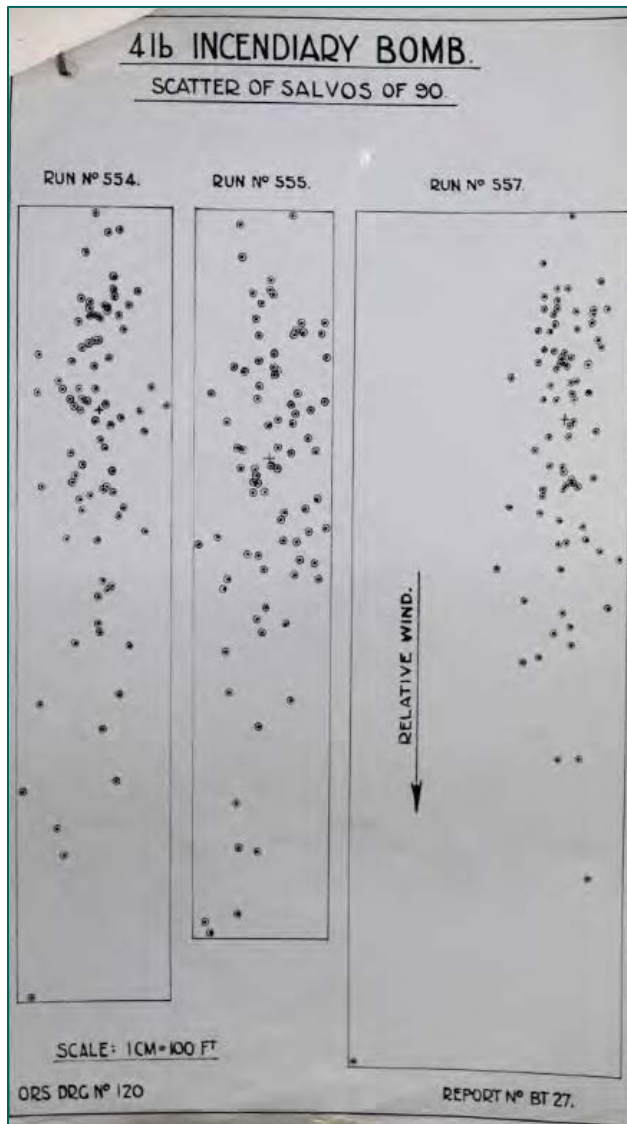 4lb INCENDIARY BOMB.
SCATTER OF SALVOS OF 90.
RUN Nº 554.
RUN Nº 555.
RUN Nº 557.
RELATIVE WIND.
SCALE: 1CM=100 FT
ORS DRG Nº 120
REPORT Nº BT 27.